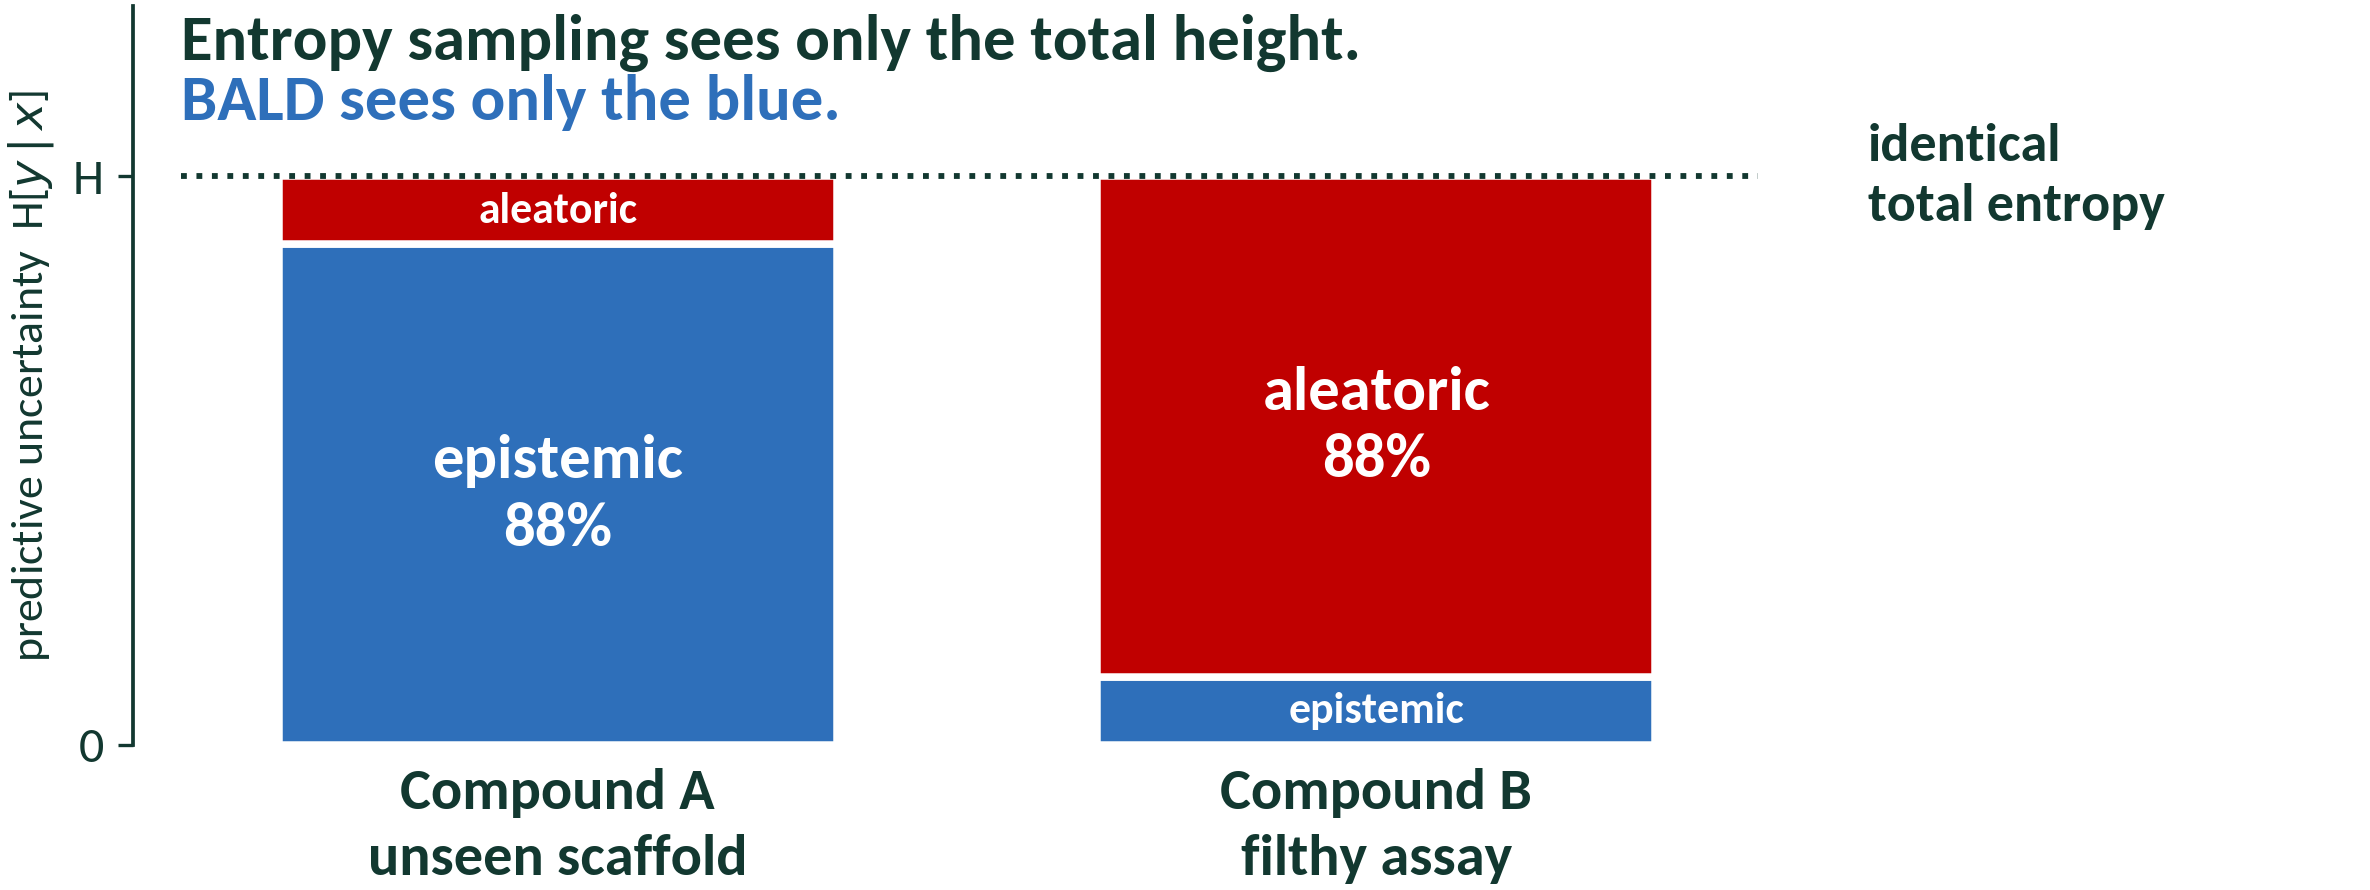 Entropy sampling sees only the total height.
BALD sees only the blue.
identical
total entropy
predictive uncertainty H[y | x]
H
0
aleatoric
epistemic
88%
aleatoric
88%
epistemic
Compound A
unseen scaffold
Compound B
filthy assay